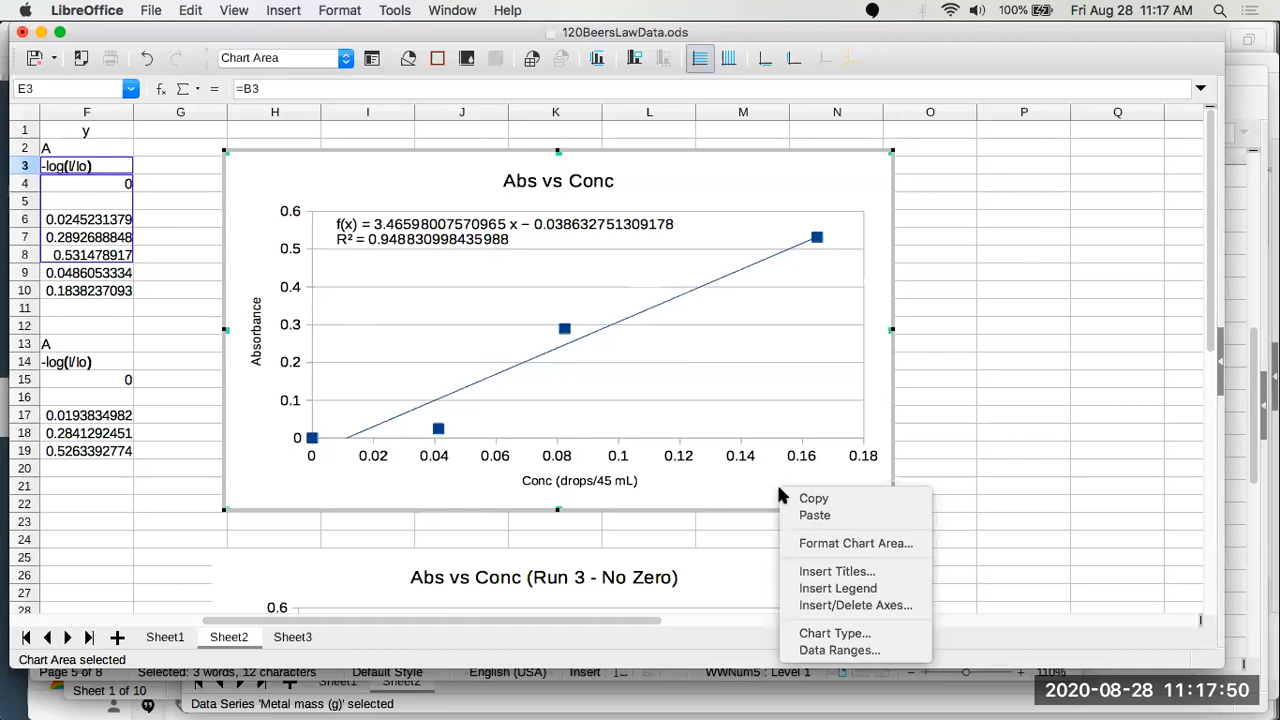 LibreOffice File Edit View Insert Format Tools Window Help 100% Fri Aug 28 11:17 AM
120BeersLawData.ods
Chart Area
E3 fx Σ = =B3
F G H I J K L M N O P Q
1 y
2 A
3 -log(I/Io)
4 0
5
6 0.0245231379
7 0.2892688848
8 0.531478917
9 0.0486053334
10 0.1838237093
11
12
13 A
14 -log(I/Io)
15 0
16
17 0.0193834982
18 0.2841292451
19 0.5263392774
20
21
22
23
24
25
26
27
28
Abs vs Conc
f(x) = 3.46598007570965 x − 0.038632751309178
R² = 0.948830998435988
0.6
0.5
0.4
0.3
0.2
0.1
0
Absorbance
0 0.02 0.04 0.06 0.08 0.1 0.12 0.14 0.16 0.18
Conc (drops/45 mL)
Abs vs Conc (Run 3 - No Zero)
0.6
Copy
Paste
Format Chart Area...
Insert Titles...
Insert Legend
Insert/Delete Axes...
Chart Type...
Data Ranges...
Sheet1 Sheet2 Sheet3
Chart Area selected
Page 5 of 8 Selected: 3 words, 12 characters Default Style English (USA) Insert WWNum5 : Level 1 110%
Sheet 1 of 10 Sheet1 Sheet2
Data Series 'Metal mass (g)' selected
2020-08-28 11:17:50